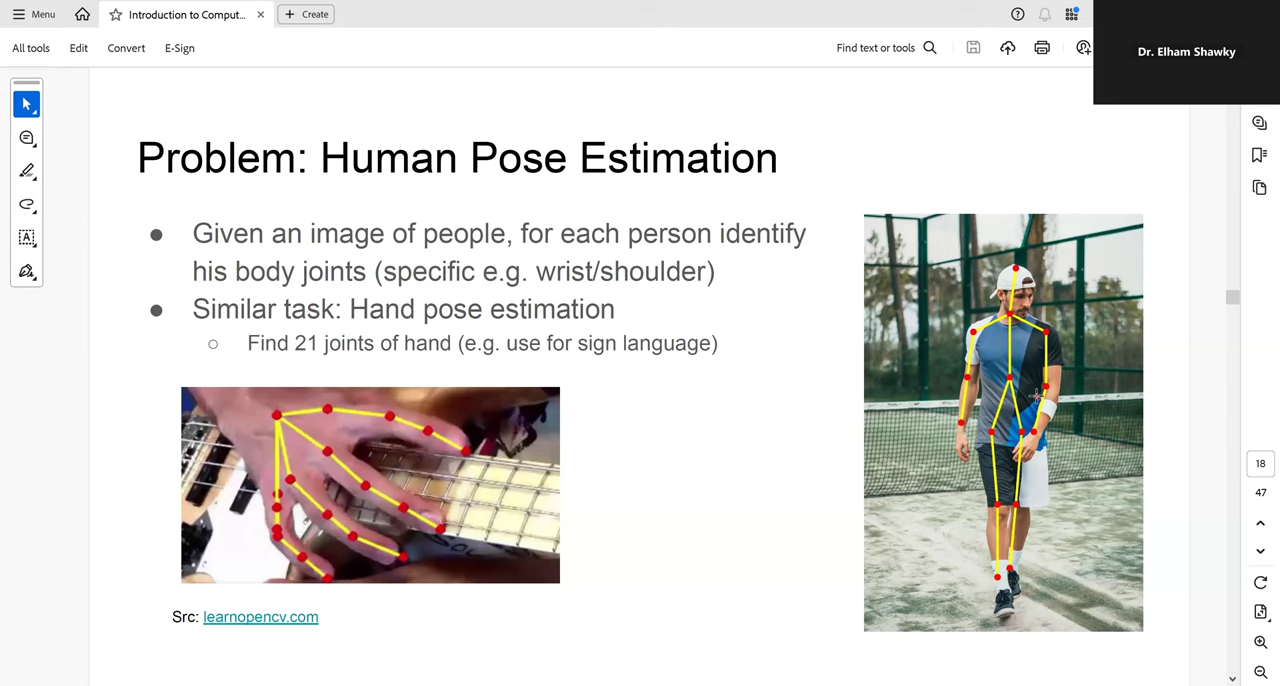 Menu
Introduction to Comput...
Create
All tools
Edit
Convert
E-Sign
Find text or tools
Dr. Elham Shawky
Problem: Human Pose Estimation
● Given an image of people, for each person identify
his body joints (specific e.g. wrist/shoulder)
● Similar task: Hand pose estimation
○ Find 21 joints of hand (e.g. use for sign language)
Src: learnopencv.com
18
47